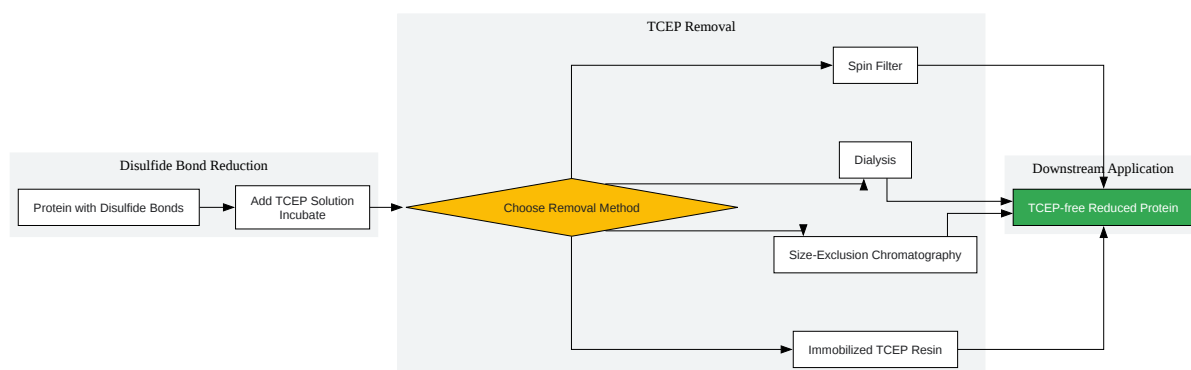 TCEP Removal
Spin Filter
Dialysis
Disulfide Bond Reduction
Downstream Application
Protein with Disulfide Bonds
Add TCEP Solution
Incubate
Choose Removal Method
TCEP-free Reduced Protein
Size-Exclusion Chromatography
Immobilized TCEP Resin